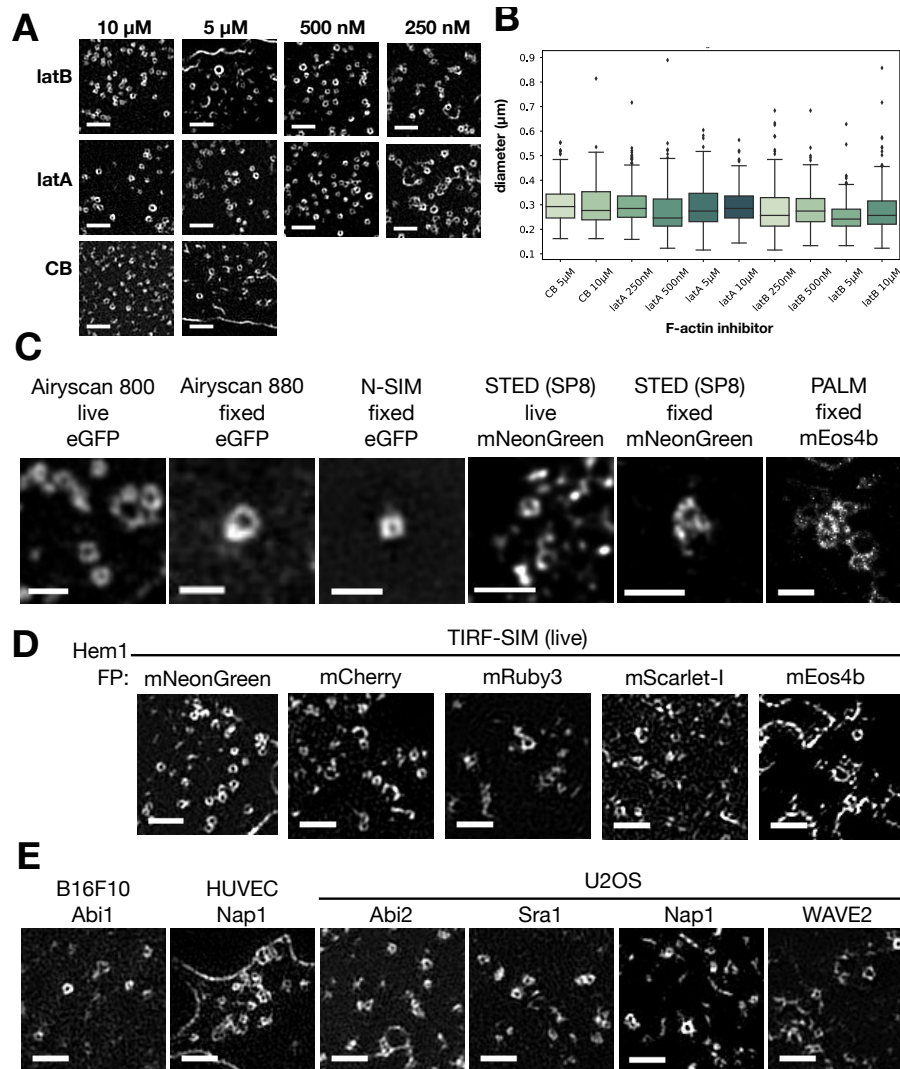 A
10 µM 5 µM 500 nM 250 nM
latB
latA
CB
B
diameter (µm)
0.9
0.8
0.7
0.6
0.5
0.4
0.3
0.2
0.1
CB 5µM
CB 10µM
latA 250nM
latA 500nM
latA 5µM
latA 10µM
latB 250nM
latB 500nM
latB 5µM
latB 10µM
F-actin inhibitor
C
Airyscan 800
live
eGFP
Airyscan 880
fixed
eGFP
N-SIM
fixed
eGFP
STED (SP8)
live
mNeonGreen
STED (SP8)
fixed
mNeonGreen
PALM
fixed
mEos4b
D
Hem1
TIRF-SIM (live)
FP: mNeonGreen mCherry mRuby3 mScarlet-I mEos4b
E
B16F10
Abi1
HUVEC
Nap1
U2OS
Abi2 Sra1 Nap1 WAVE2